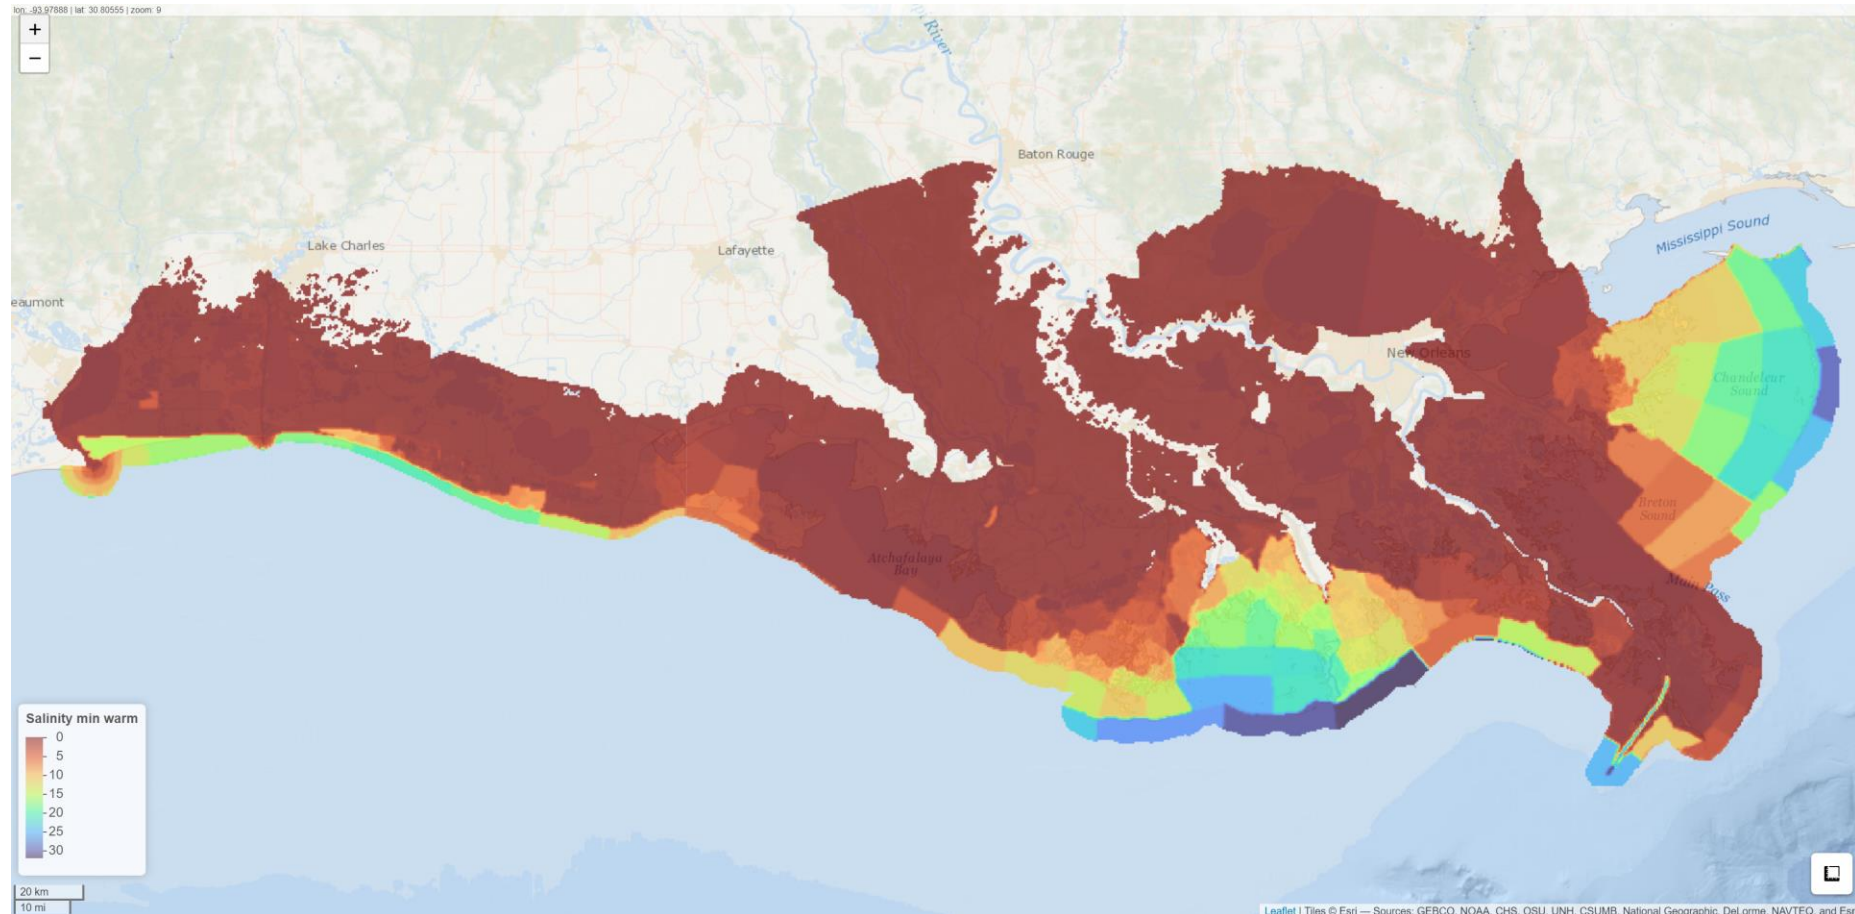 lon: -93.97888 | lat: 30.80555 | zoom: 9
+
−
River
Baton Rouge
Mississippi Sound
Lake Charles
Lafayette
eaumont
New Orleans
Chandeleur
Sound
Breton
Sound
Atchafalaya
Bay
Main Pass
Salinity min warm
0
5
10
15
20
25
30
20 km
10 mi
Leaflet | Tiles © Esri — Sources: GEBCO, NOAA, CHS, OSU, UNH, CSUMB, National Geographic, DeLorme, NAVTEQ, and Esri